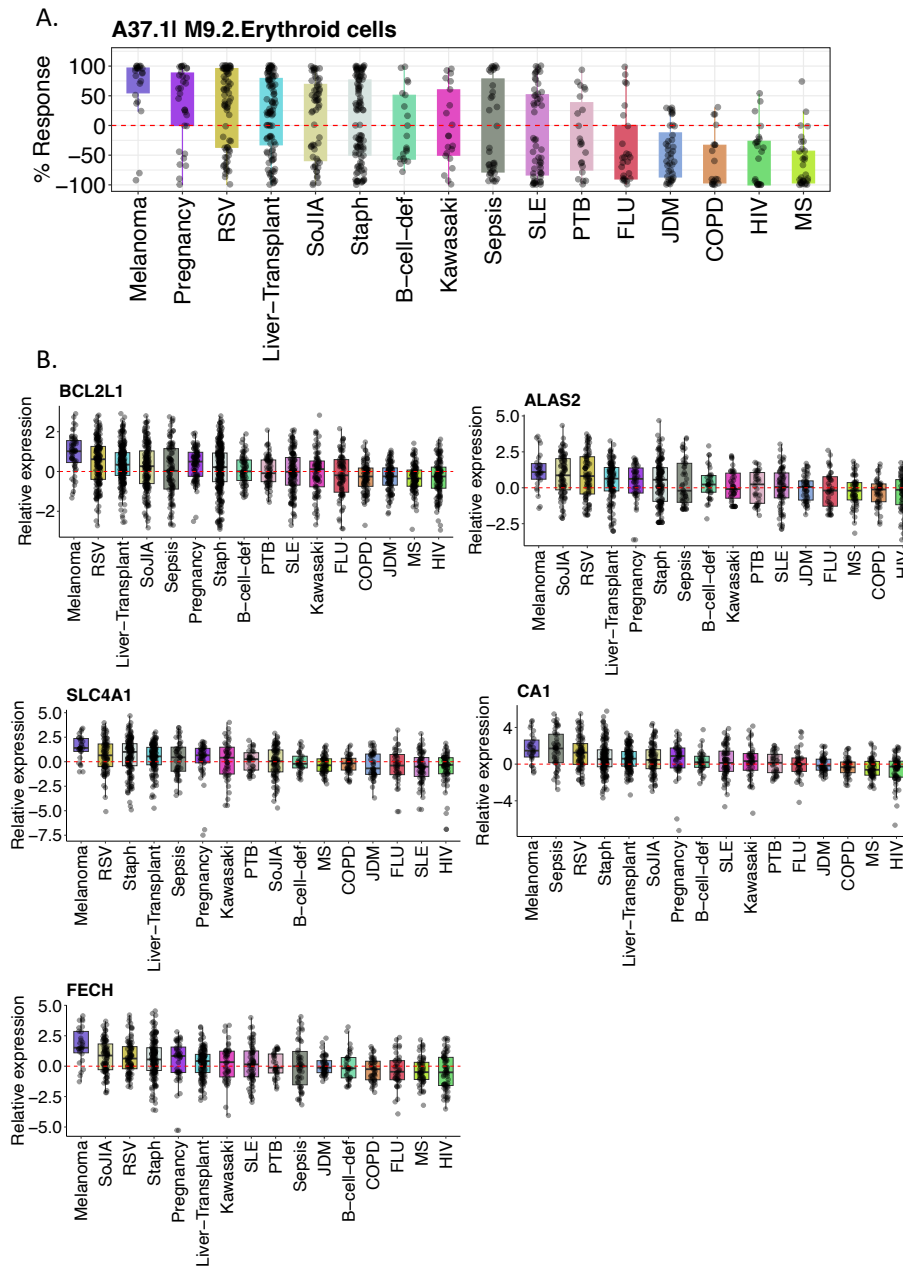 A.
A37.1| M9.2.Erythroid cells
% Response
100
50
0
−50
−100
Melanoma
Pregnancy
RSV
Liver−Transplant
SoJIA
Staph
B−cell−def
Kawasaki
Sepsis
SLE
PTB
FLU
JDM
COPD
HIV
MS
B.
BCL2L1
Relative expression
2
0
−2
Melanoma
RSV
Liver−Transplant
SoJIA
Sepsis
Pregnancy
Staph
B−cell−def
PTB
SLE
Kawasaki
FLU
COPD
JDM
MS
HIV
ALAS2
Relative expression
5.0
2.5
0.0
−2.5
Melanoma
SoJIA
RSV
Liver−Transplant
Pregnancy
Staph
Sepsis
B−cell−def
Kawasaki
PTB
SLE
JDM
FLU
MS
COPD
HIV
SLC4A1
Relative expression
5.0
2.5
0.0
−2.5
−5.0
−7.5
Melanoma
RSV
Staph
Liver−Transplant
Sepsis
Pregnancy
Kawasaki
PTB
SoJIA
B−cell−def
MS
COPD
JDM
FLU
SLE
HIV
CA1
Relative expression
4
0
−4
Melanoma
Sepsis
RSV
Staph
Liver−Transplant
SoJIA
Pregnancy
B−cell−def
SLE
Kawasaki
PTB
FLU
JDM
COPD
MS
HIV
FECH
Relative expression
5.0
2.5
0.0
−2.5
−5.0
Melanoma
SoJIA
RSV
Staph
Pregnancy
Liver−Transplant
Kawasaki
SLE
PTB
Sepsis
JDM
B−cell−def
COPD
FLU
MS
HIV